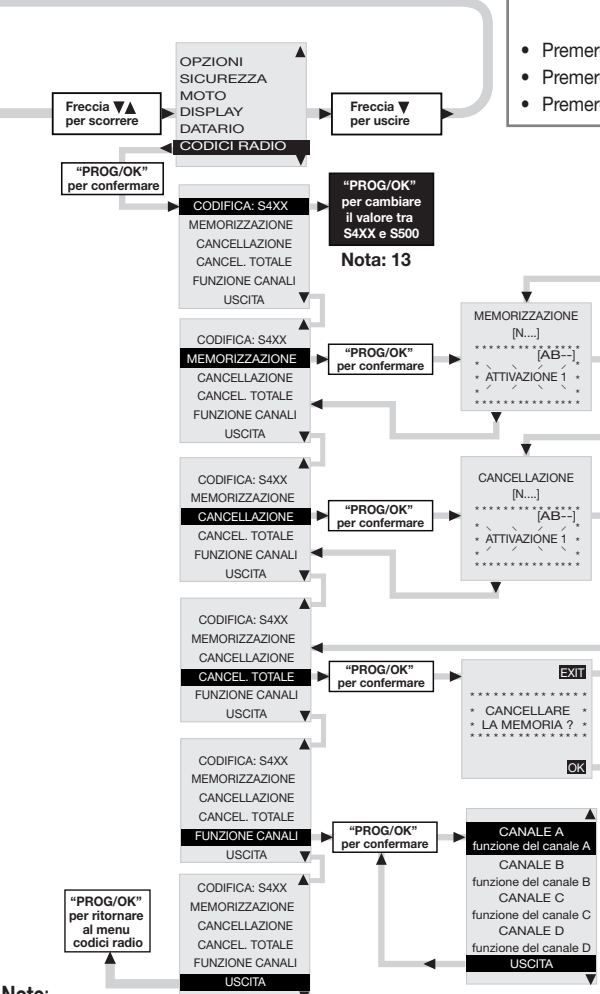 • Premer
• Premer
• Premer
OPZIONI
SICUREZZA
MOTO
DISPLAY
DATARIO
CODICI RADIO
Freccia ▼▲
per scorrere
Freccia ▼
per uscire
“PROG/OK”
per confermare
CODIFICA: S4XX
MEMORIZZAZIONE
CANCELLAZIONE
CANCEL. TOTALE
FUNZIONE CANALI
USCITA
“PROG/OK”
per cambiare
il valore tra
S4XX e S500
Nota: 13
CODIFICA: S4XX
MEMORIZZAZIONE
CANCELLAZIONE
CANCEL. TOTALE
FUNZIONE CANALI
USCITA
“PROG/OK”
per confermare
MEMORIZZAZIONE
[N....]
* * * * * * * * * * * * * * *
[AB--]
* ATTIVAZIONE 1 *
* * * * * * * * * * * * * * *
CODIFICA: S4XX
MEMORIZZAZIONE
CANCELLAZIONE
CANCEL. TOTALE
FUNZIONE CANALI
USCITA
“PROG/OK”
per confermare
CANCELLAZIONE
[N....]
* * * * * * * * * * * * * * *
[AB--]
* ATTIVAZIONE 1 *
* * * * * * * * * * * * * * *
CODIFICA: S4XX
MEMORIZZAZIONE
CANCELLAZIONE
CANCEL. TOTALE
FUNZIONE CANALI
USCITA
“PROG/OK”
per confermare
EXIT
* * * * * * * * * * * * * * *
* CANCELLARE *
* LA MEMORIA ? *
* * * * * * * * * * * * * * *
OK
CODIFICA: S4XX
MEMORIZZAZIONE
CANCELLAZIONE
CANCEL. TOTALE
FUNZIONE CANALI
USCITA
“PROG/OK”
per confermare
CANALE A
funzione del canale A
CANALE B
funzione del canale B
CANALE C
funzione del canale C
CANALE D
funzione del canale D
USCITA
CODIFICA: S4XX
MEMORIZZAZIONE
CANCELLAZIONE
CANCEL. TOTALE
FUNZIONE CANALI
USCITA
“PROG/OK”
per ritornare
al menu
codici radio
Note: